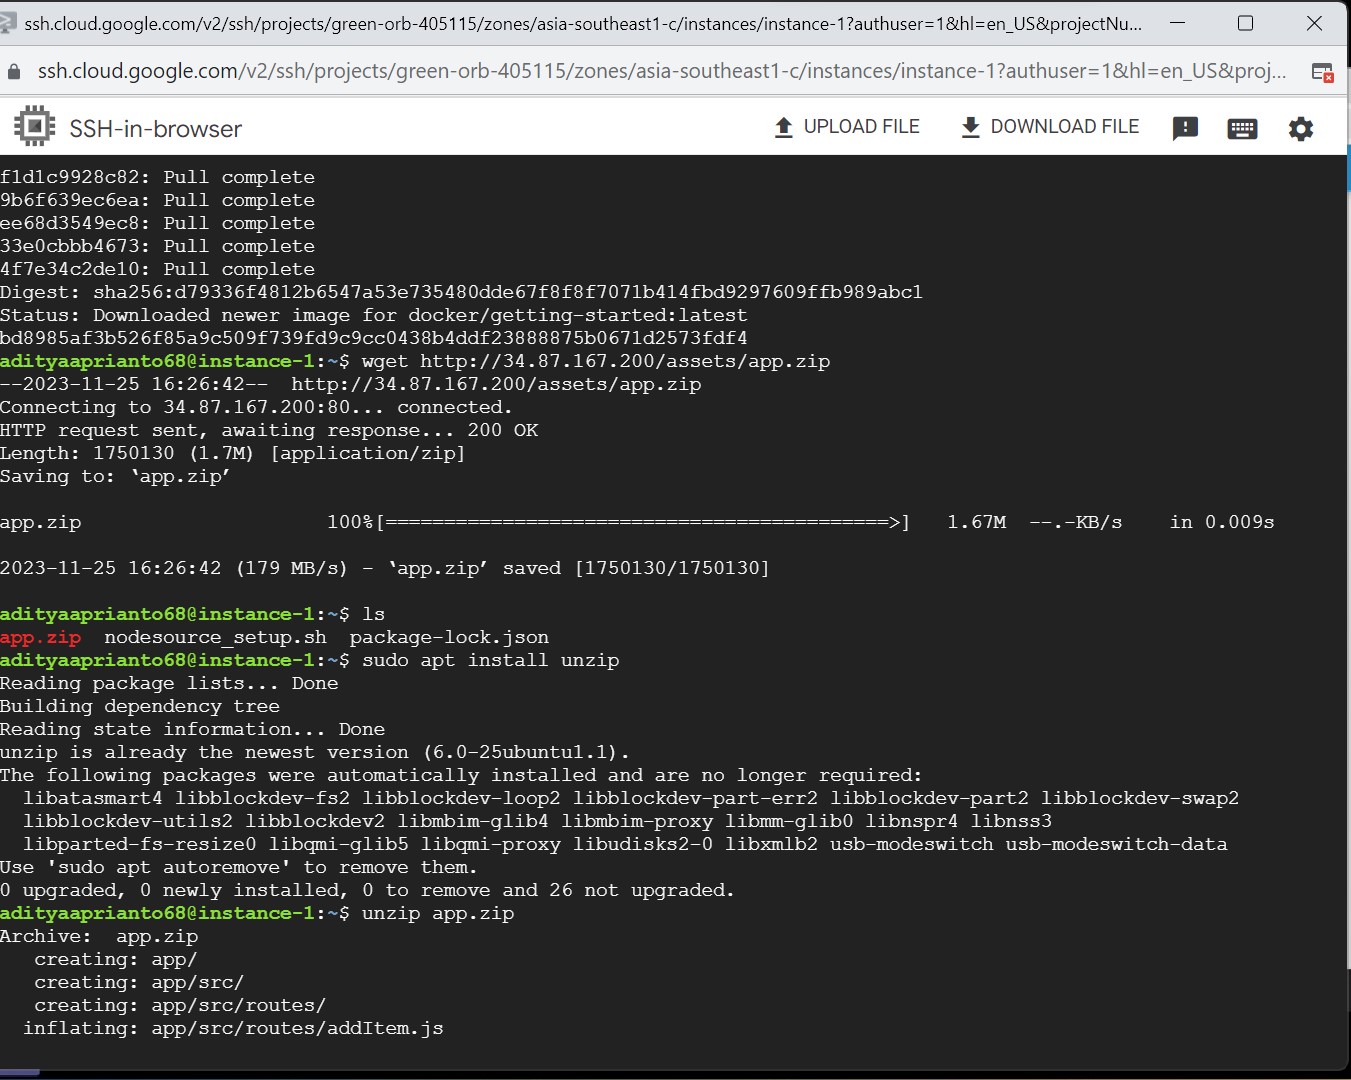 ssh.cloud.google.com/v2/ssh/projects/green-orb-405115/zones/asia-southeast1-c/instances/instance-1?authuser=1&hl=en_US&projectNu...
ssh.cloud.google.com/v2/ssh/projects/green-orb-405115/zones/asia-southeast1-c/instances/instance-1?authuser=1&hl=en_US&proj...
SSH-in-browser UPLOAD FILE DOWNLOAD FILE
f1d1c9928c82: Pull complete
9b6f639ec6ea: Pull complete
ee68d3549ec8: Pull complete
33e0cbbb4673: Pull complete
4f7e34c2de10: Pull complete
Digest: sha256:d79336f4812b6547a53e735480dde67f8f8f7071b414fbd9297609ffb989abc1
Status: Downloaded newer image for docker/getting-started:latest
bd8985af3b526f85a9c509f739fd9c9cc0438b4ddf23888875b0671d2573fdf4
adityaaprianto68@instance-1:~$ wget http://34.87.167.200/assets/app.zip
--2023-11-25 16:26:42--  http://34.87.167.200/assets/app.zip
Connecting to 34.87.167.200:80... connected.
HTTP request sent, awaiting response... 200 OK
Length: 1750130 (1.7M) [application/zip]
Saving to: ‘app.zip’
app.zip 100%[===========================================>] 1.67M --.-KB/s in 0.009s
2023-11-25 16:26:42 (179 MB/s) - ‘app.zip’ saved [1750130/1750130]
adityaaprianto68@instance-1:~$ ls
app.zip nodesource_setup.sh package-lock.json
adityaaprianto68@instance-1:~$ sudo apt install unzip
Reading package lists... Done
Building dependency tree
Reading state information... Done
unzip is already the newest version (6.0-25ubuntu1.1).
The following packages were automatically installed and are no longer required:
libatasmart4 libblockdev-fs2 libblockdev-loop2 libblockdev-part-err2 libblockdev-part2 libblockdev-swap2
libblockdev-utils2 libblockdev2 libmbim-glib4 libmbim-proxy libmm-glib0 libnspr4 libnss3
libparted-fs-resize0 libqmi-glib5 libqmi-proxy libudisks2-0 libxmlb2 usb-modeswitch usb-modeswitch-data
Use 'sudo apt autoremove' to remove them.
0 upgraded, 0 newly installed, 0 to remove and 26 not upgraded.
adityaaprianto68@instance-1:~$ unzip app.zip
Archive:  app.zip
creating: app/
creating: app/src/
creating: app/src/routes/
inflating: app/src/routes/addItem.js